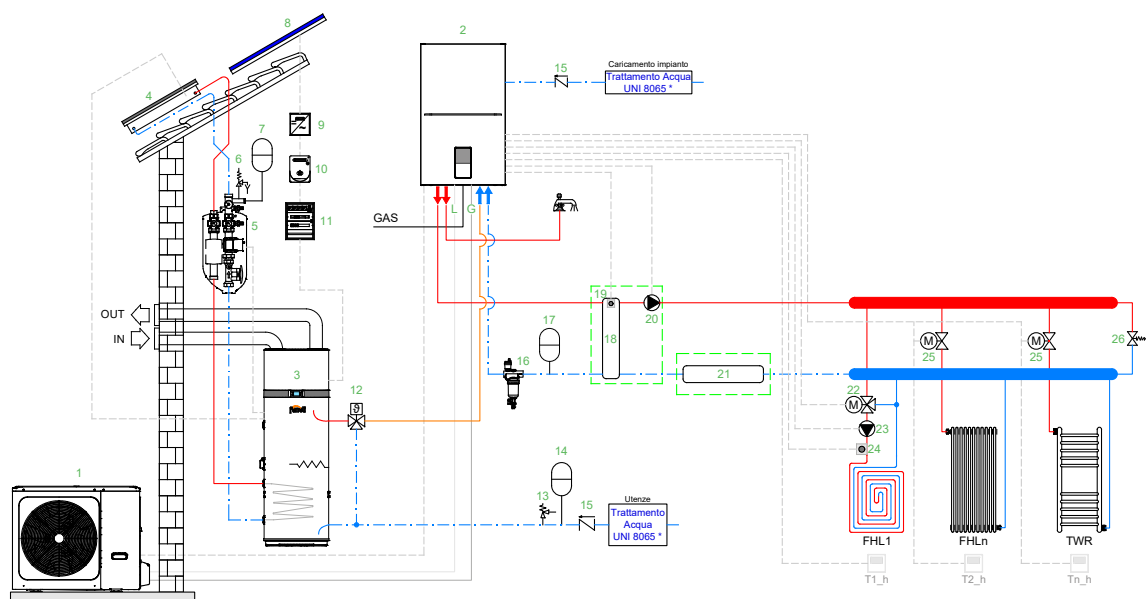 8
2
15
Caricamento impianto
Trattamento Acqua
UNI 8065 *
4
7
9
6
10
L
G
GAS
11
5
19
OUT
IN
17
20
18
26
M
25
M
25
16
21
3
12
ϑ
22
M
23
24
14
1
13
15
Utenze
Trattamento
Acqua
UNI 8065 *
FHL1
FHLn
TWR
T1_h
T2_h
Tn_h